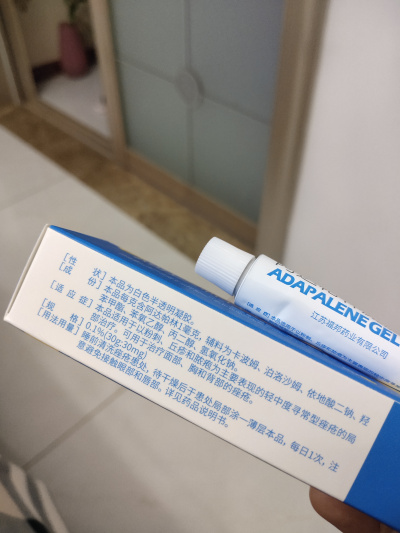 ADAPALENE GEL
江苏福邦药业有限公司
[性 状] 本品为白色半透明凝胶。
[成 份] 本品每克含阿达帕林1毫克，辅料为卡波姆、泊洛沙姆、依地酸二钠、羟
苯甲酯、苯氧乙醇、丙二醇、氢氧化钠。
[适 应 症] 本品适用于以粉刺、丘疹和脓疱为主要表现的轻中度寻常型痤疮的局
部治疗。可用于治疗面部、胸和背部的痤疮。
[规 格] 0.1%(30g:30mg)
[用法用量] 睡前清洗痤疮患处，待干燥后于患处局部涂一薄层本品，每日1次，注
意避免接触眼部和唇部。详见药品说明书。